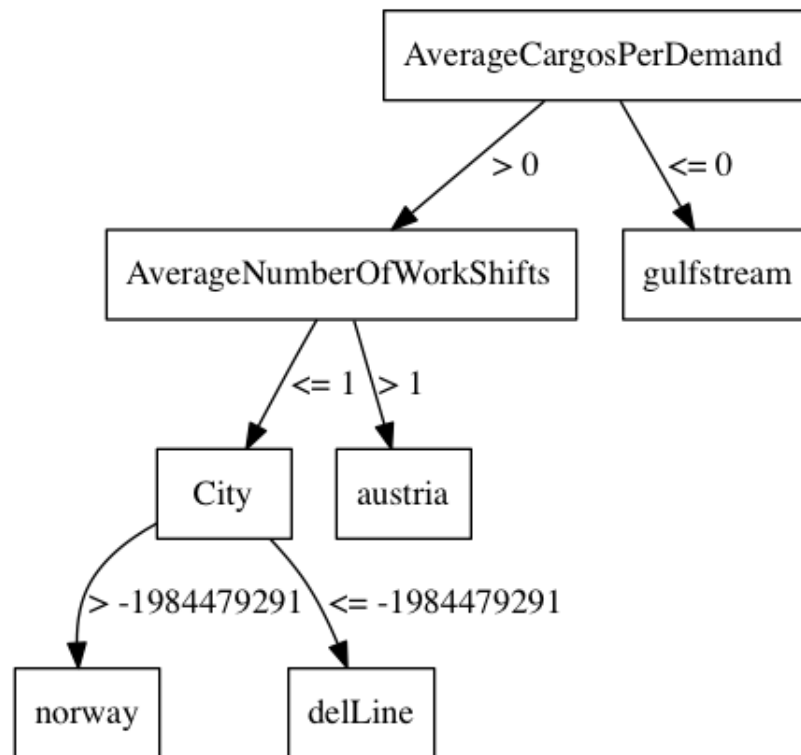 AverageCargosPerDemand
> 0
<= 0
AverageNumberOfWorkShifts
gulfstream
<= 1
> 1
City
austria
> -1984479291
<= -1984479291
norway
delLine